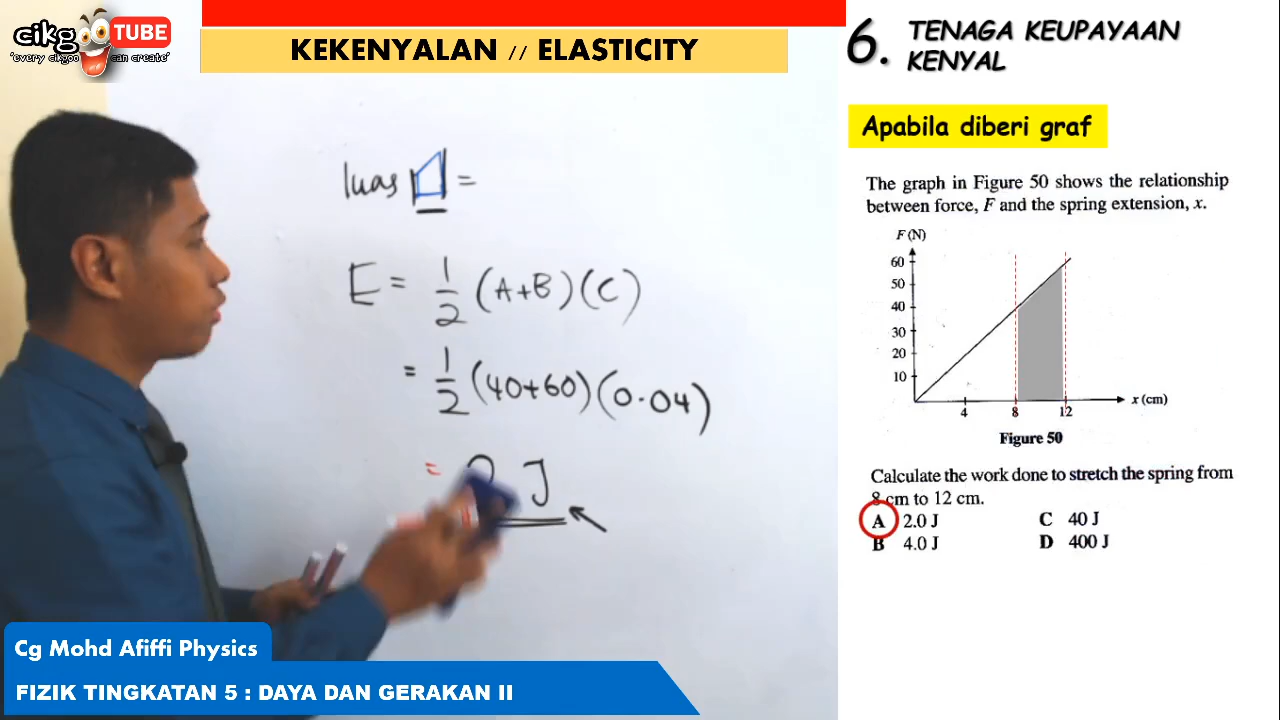 cikgoo TUBE
'every cikgoo can create'
KEKENYALAN // ELASTICITY
luas =
E = 1/2 (A+B)(C)
= 1/2 (40+60)(0.04)
= J
Cg Mohd Afiffi Physics
FIZIK TINGKATAN 5 : DAYA DAN GERAKAN II
6. TENAGA KEUPAYAAN
KENYAL
Apabila diberi graf
The graph in Figure 50 shows the relationship
between force, F and the spring extension, x.
F (N)
60
50
40
30
20
10
4 8 12 x (cm)
Figure 50
Calculate the work done to stretch the spring from
8 cm to 12 cm.
A 2.0 J C 40 J
B 4.0 J D 400 J